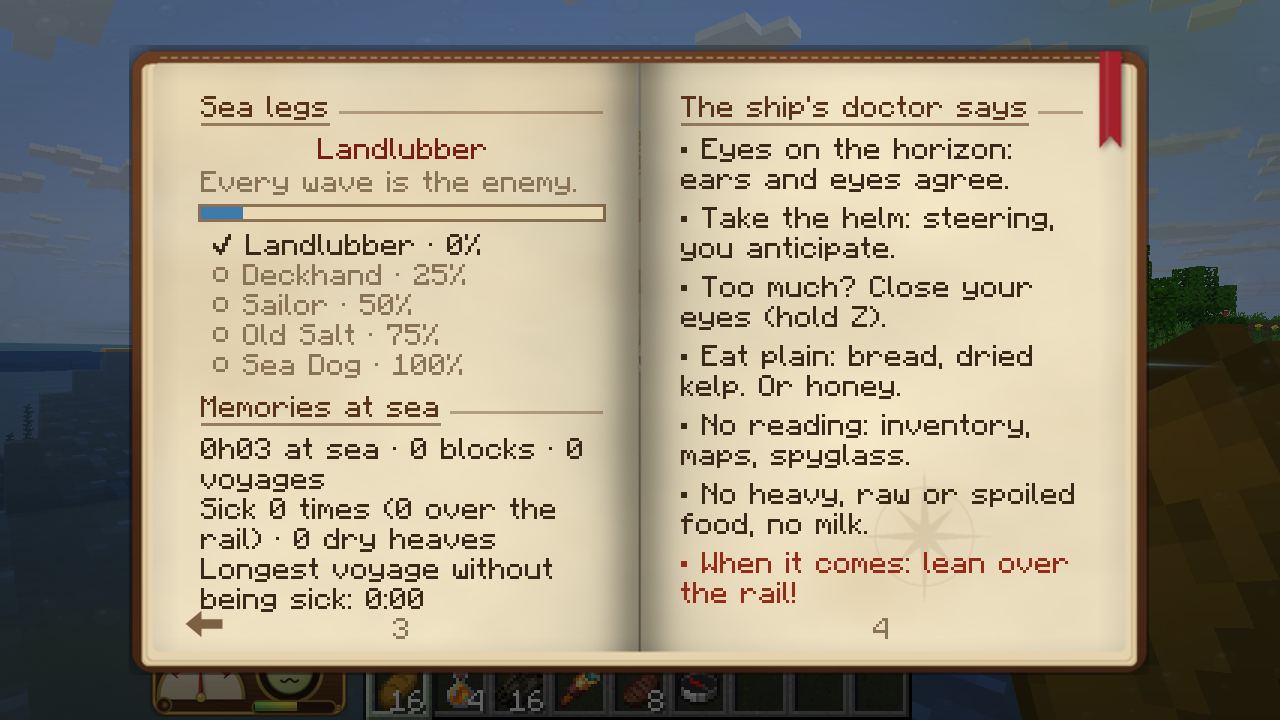 Sea legs
Landlubber
Every wave is the enemy.
✔ Landlubber · 0%
o Deckhand · 25%
o Sailor · 50%
o Old Salt · 75%
o Sea Dog · 100%
Memories at sea
0h03 at sea · 0 blocks · 0
voyages
Sick 0 times (0 over the
rail) · 0 dry heaves
Longest voyage without
being sick: 0:00
3
The ship's doctor says
▪ Eyes on the horizon:
ears and eyes agree.
▪ Take the helm: steering,
you anticipate.
▪ Too much? Close your
eyes (hold Z).
▪ Eat plain: bread, dried
kelp. Or honey.
▪ No reading: inventory,
maps, spyglass.
▪ No heavy, raw or spoiled
food, no milk.
▪ When it comes: lean over
the rail!
4
16 4 16 8